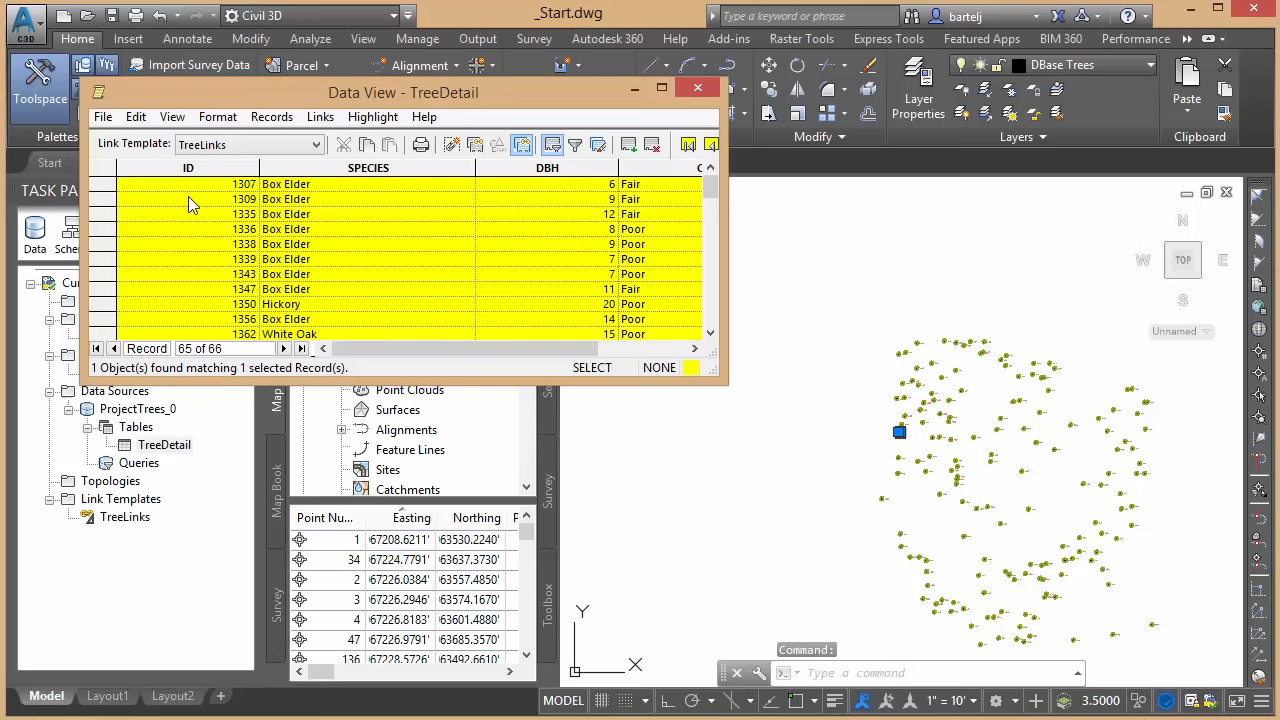 Civil 3D
_Start.dwg
Type a keyword or phrase
bartelj
C3D
Home Insert Annotate Modify Analyze View Manage Output Survey Autodesk 360 Help Add-ins Raster Tools Express Tools Featured Apps BIM 360 Performance
Toolspace
Import Survey Data
Parcel
Alignment
Layer
Properties
DBase Trees
Paste
Palettes
Modify
Layers
Clipboard
Start
Data View - TreeDetail
File Edit View Format Records Links Highlight Help
Link Template: TreeLinks
ID SPECIES DBH C
1307 Box Elder 6 Fair
1309 Box Elder 9 Fair
1335 Box Elder 12 Fair
1336 Box Elder 8 Poor
1338 Box Elder 9 Poor
1339 Box Elder 7 Poor
1343 Box Elder 7 Poor
1347 Box Elder 11 Fair
1350 Hickory 20 Poor
1356 Box Elder 14 Poor
1362 White Oak 15 Poor
Record 65 of 66
1 Object(s) found matching 1 selected Record(s). SELECT NONE
TASK PA
Data Schem
Cu
Data Sources
ProjectTrees_0
Tables
TreeDetail
Queries
Topologies
Link Templates
TreeLinks
Map
Map Book
Survey
Point Clouds
Surfaces
Alignments
Feature Lines
Sites
Catchments
Se
Survey
Toolbox
Point Nu... Easting Northing P
1 67208.6211' 63530.2240'
34 67224.7791' 63637.3730'
2 67226.0384' 63557.4850'
3 67226.2946' 63574.1670'
4 67226.8183' 63601.4880'
47 67226.9791' 63685.3570'
136 67228.5726' 63492.6610'
N
W TOP E
S
Unnamed
Y
X
Command:
Type a command
Model Layout1 Layout2 +
MODEL
1" = 10'
3.5000